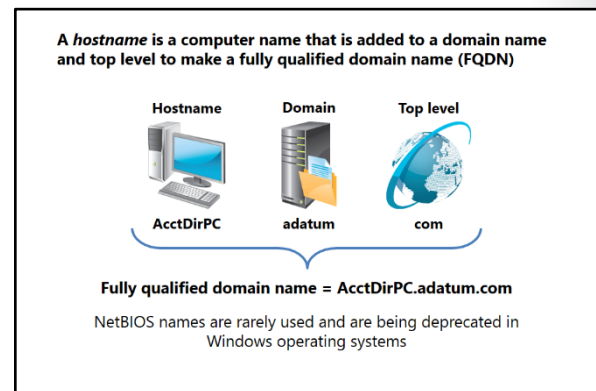 A hostname is a computer name that is added to a domain name
and top level to make a fully qualified domain name (FQDN)
Hostname Domain Top level
AcctDirPC adatum com
Fully qualified domain name = AcctDirPC.adatum.com
NetBIOS names are rarely used and are being deprecated in
Windows operating systems